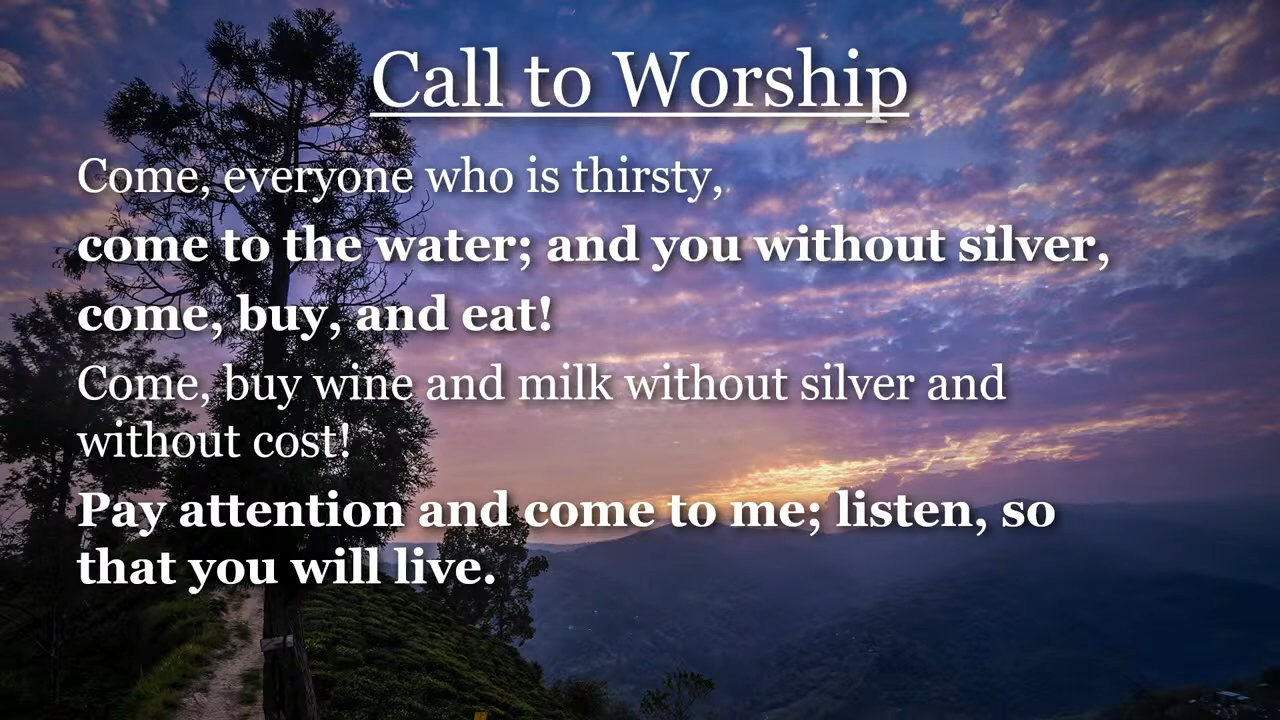 Call to Worship
Come, everyone who is thirsty,
come to the water; and you without silver,
come, buy, and eat!
Come, buy wine and milk without silver and
without cost!
Pay attention and come to me; listen, so
that you will live.